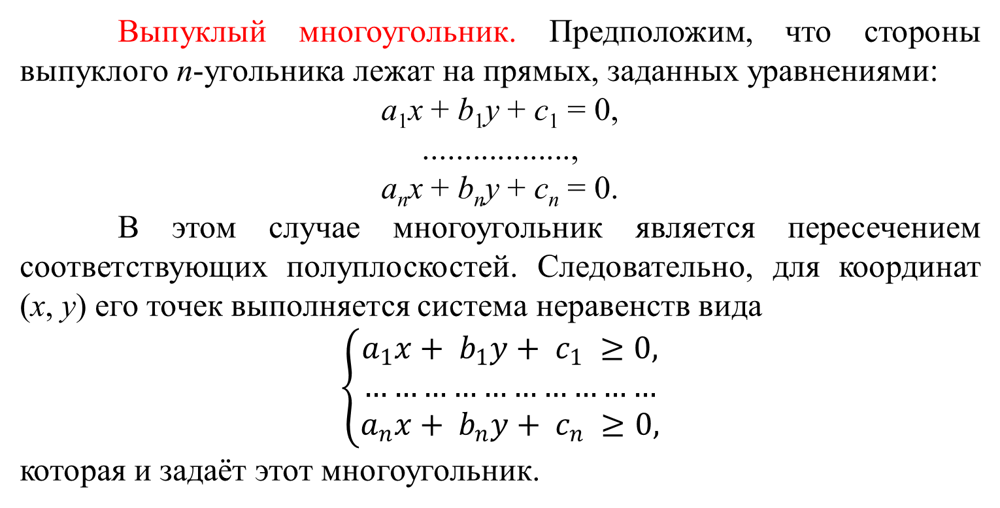 Выпуклый многоугольник. Предположим, что стороны
выпуклого n-угольника лежат на прямых, заданных уравнениями:
a₁x + b₁y + c₁ = 0,
..................,
aₙx + bₙy + cₙ = 0.
В этом случае многоугольник является пересечением
соответствующих полуплоскостей. Следовательно, для координат
(x, y) его точек выполняется система неравенств вида
{ a₁x + b₁y + c₁ ≥ 0,
… … … … … … … … … …
aₙx + bₙy + cₙ ≥ 0,
которая и задаёт этот многоугольник.